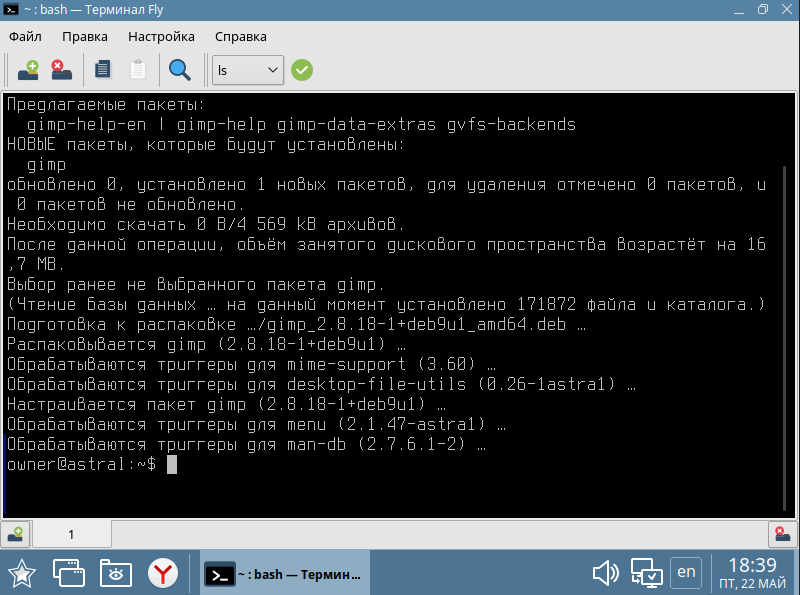 ~ : bash — Терминал Fly
Файл Правка Настройка Справка
ls
Предлагаемые пакеты:
gimp-help-en | gimp-help gimp-data-extras gvfs-backends
НОВЫЕ пакеты, которые будут установлены:
gimp
обновлено 0, установлено 1 новых пакетов, для удаления отмечено 0 пакетов, и
0 пакетов не обновлено.
Необходимо скачать 0 B/4 569 kB архивов.
После данной операции, объём занятого дискового пространства возрастёт на 16
,7 MB.
Выбор ранее не выбранного пакета gimp.
(Чтение базы данных … на данный момент установлено 171872 файла и каталога.)
Подготовка к распаковке …/gimp_2.8.18-1+deb9u1_amd64.deb …
Распаковывается gimp (2.8.18-1+deb9u1) …
Обрабатываются триггеры для mime-support (3.60) …
Обрабатываются триггеры для desktop-file-utils (0.26-1astra1) …
Настраивается пакет gimp (2.8.18-1+deb9u1) …
Обрабатываются триггеры для menu (2.1.47-astra1) …
Обрабатываются триггеры для man-db (2.7.6.1-2) …
owner@astral:~$
1
~ : bash — Термин...
en
18:39
ПТ, 22 МАЙ